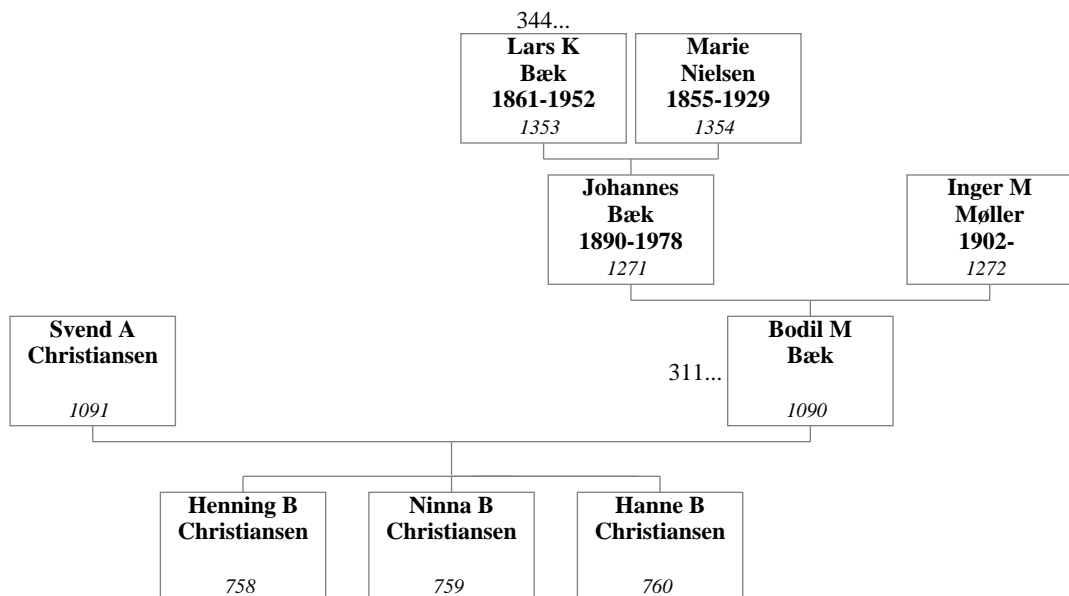 344...
Lars K
Bæk
1861-1952
1353
Marie
Nielsen
1855-1929
1354
Johannes
Bæk
1890-1978
1271
Inger M
Møller
1902-
1272
Svend A
Christiansen
1091
311...
Bodil M
Bæk
1090
Henning B
Christiansen
758
Ninna B
Christiansen
759
Hanne B
Christiansen
760